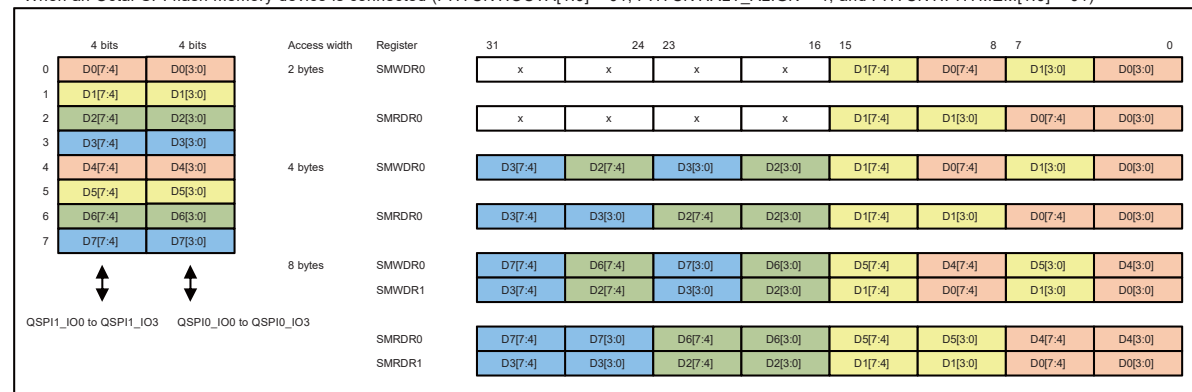 When an Octal SPI flash memory device is connected (PHYCNT.OCTA[1:0] = 01, PHYCNT.ALT_ALIGN = 1, and PHYCNT.PHYMEM[1:0] = 01)
4 bits 4 bits Access width Register 31 24 23 16 15 8 7 0
0 D0[7:4] D0[3:0] 2 bytes SMWDR0 x x x x D1[7:4] D0[7:4] D1[3:0] D0[3:0]
1 D1[7:4] D1[3:0]
2 D2[7:4] D2[3:0] SMRDR0 x x x x D1[7:4] D1[3:0] D0[7:4] D0[3:0]
3 D3[7:4] D3[3:0]
4 D4[7:4] D4[3:0] 4 bytes SMWDR0 D3[7:4] D2[7:4] D3[3:0] D2[3:0] D1[7:4] D0[7:4] D1[3:0] D0[3:0]
5 D5[7:4] D5[3:0]
6 D6[7:4] D6[3:0] SMRDR0 D3[7:4] D3[3:0] D2[7:4] D2[3:0] D1[7:4] D1[3:0] D0[7:4] D0[3:0]
7 D7[7:4] D7[3:0]
8 bytes SMWDR0 D7[7:4] D6[7:4] D7[3:0] D6[3:0] D5[7:4] D4[7:4] D5[3:0] D4[3:0]
SMWDR1 D3[7:4] D2[7:4] D3[3:0] D2[3:0] D1[7:4] D0[7:4] D1[3:0] D0[3:0]
QSPI1_IO0 to QSPI1_IO3 QSPI0_IO0 to QSPI0_IO3
SMRDR0 D7[7:4] D7[3:0] D6[7:4] D6[3:0] D5[7:4] D5[3:0] D4[7:4] D4[3:0]
SMRDR1 D3[7:4] D3[3:0] D2[7:4] D2[3:0] D1[7:4] D1[3:0] D0[7:4] D0[3:0]